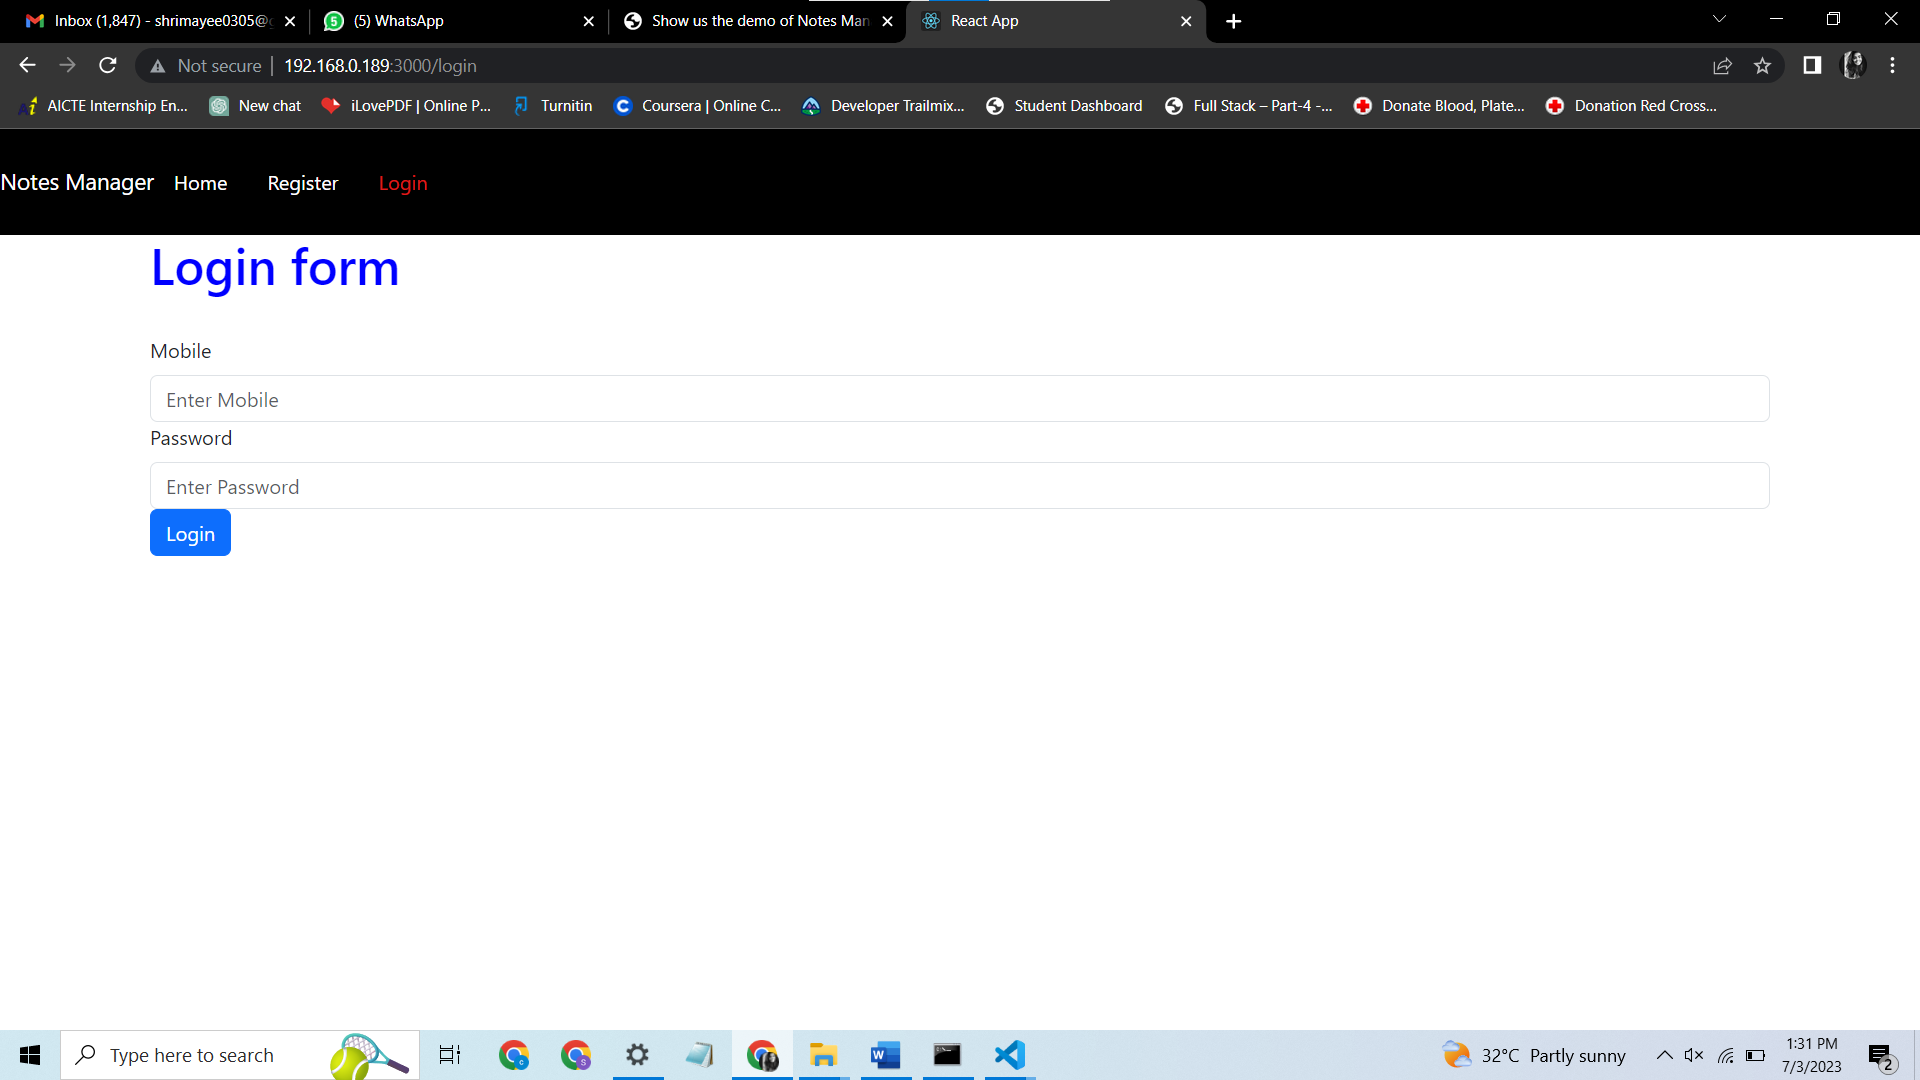 Inbox (1,847) - shrimayee0305@
(5) WhatsApp
Show us the demo of Notes Man
React App
Not secure
192.168.0.189:3000/login
AICTE Internship En...
New chat
iLovePDF | Online P...
Turnitin
Coursera | Online C...
Developer Trailmix...
Student Dashboard
Full Stack – Part-4 -...
Donate Blood, Plate...
Donation Red Cross...
Notes Manager
Home
Register
Login
Login form
Mobile
Enter Mobile
Password
Enter Password
Login
Type here to search
32°C Partly sunny
1:31 PM
7/3/2023
2